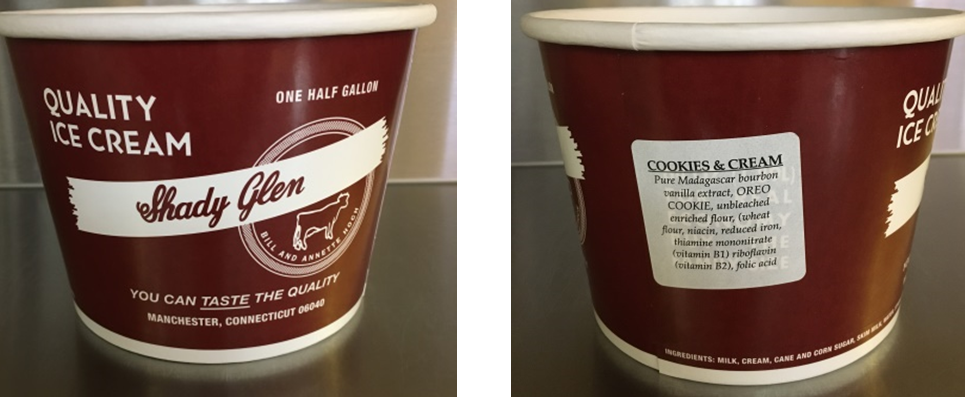 QUALITY
ICE CREAM
ONE HALF GALLON
Shady Glen
BILL AND ANNETTE HOCH
YOU CAN TASTE THE QUALITY
MANCHESTER, CONNECTICUT 06040
COOKIES & CREAM
Pure Madagascar bourbon
vanilla extract, OREO
COOKIE, unbleached
enriched flour, (wheat
flour, niacin, reduced iron,
thiamine mononitrate
(vitamin B1) riboflavin
(vitamin B2), folic acid
INGREDIENTS: MILK, CREAM, CANE AND CORN SUGAR, SKIM MILK,
QUAL
ICE CR